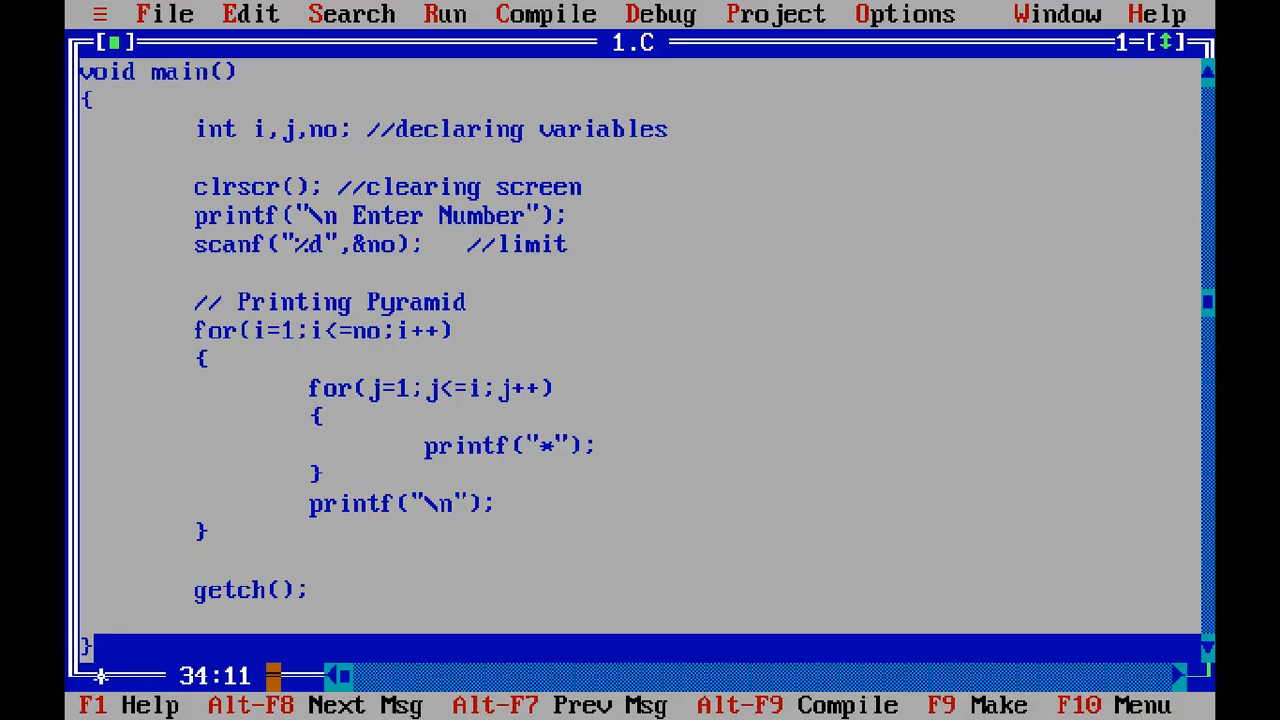 ≡ File Edit Search Run Compile Debug Project Options Window Help
[■] 1.C 1=[↕]
void main()
{
int i,j,no; //declaring variables
clrscr(); //clearing screen
printf("\n Enter Number");
scanf("%d",&no); //limit
// Printing Pyramid
for(i=1;i<=no;i++)
{
for(j=1;j<=i;j++)
{
printf("*");
}
printf("\n");
}
getch();
}
* 34:11
F1 Help Alt-F8 Next Msg Alt-F7 Prev Msg Alt-F9 Compile F9 Make F10 Menu